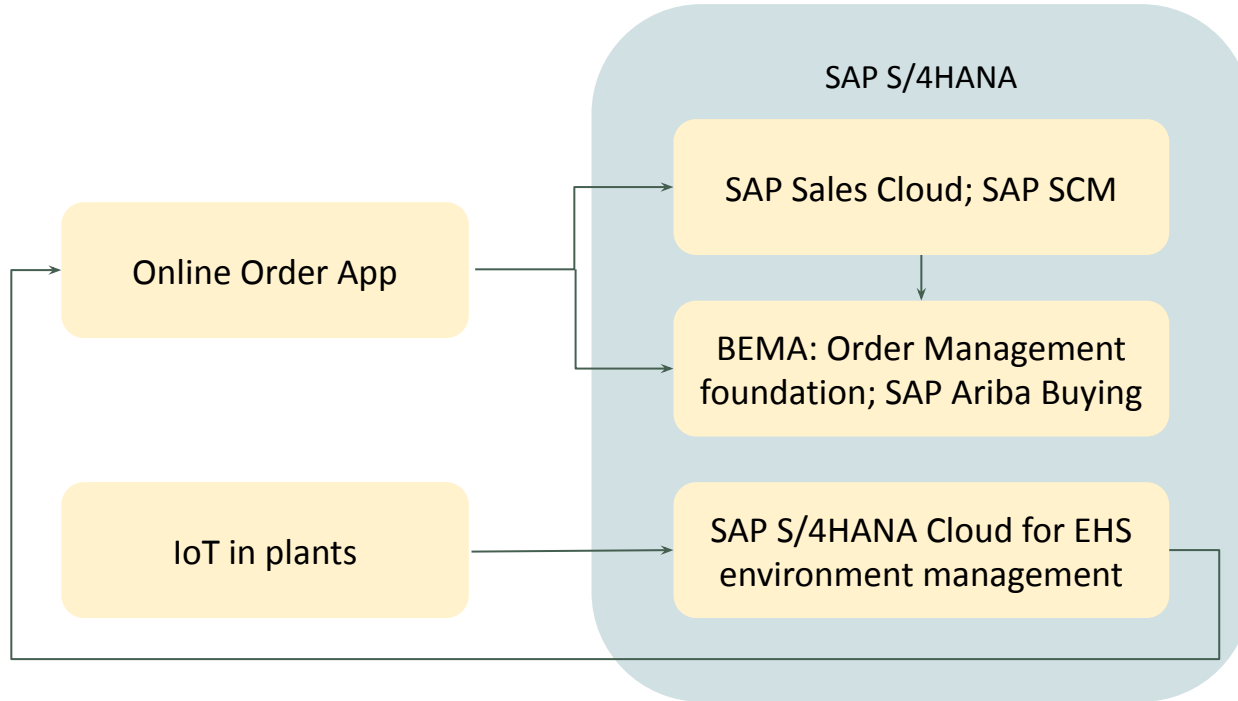 SAP S/4HANA
SAP Sales Cloud; SAP SCM
Online Order App
BEMA: Order Management
foundation; SAP Ariba Buying
IoT in plants
SAP S/4HANA Cloud for EHS
environment management